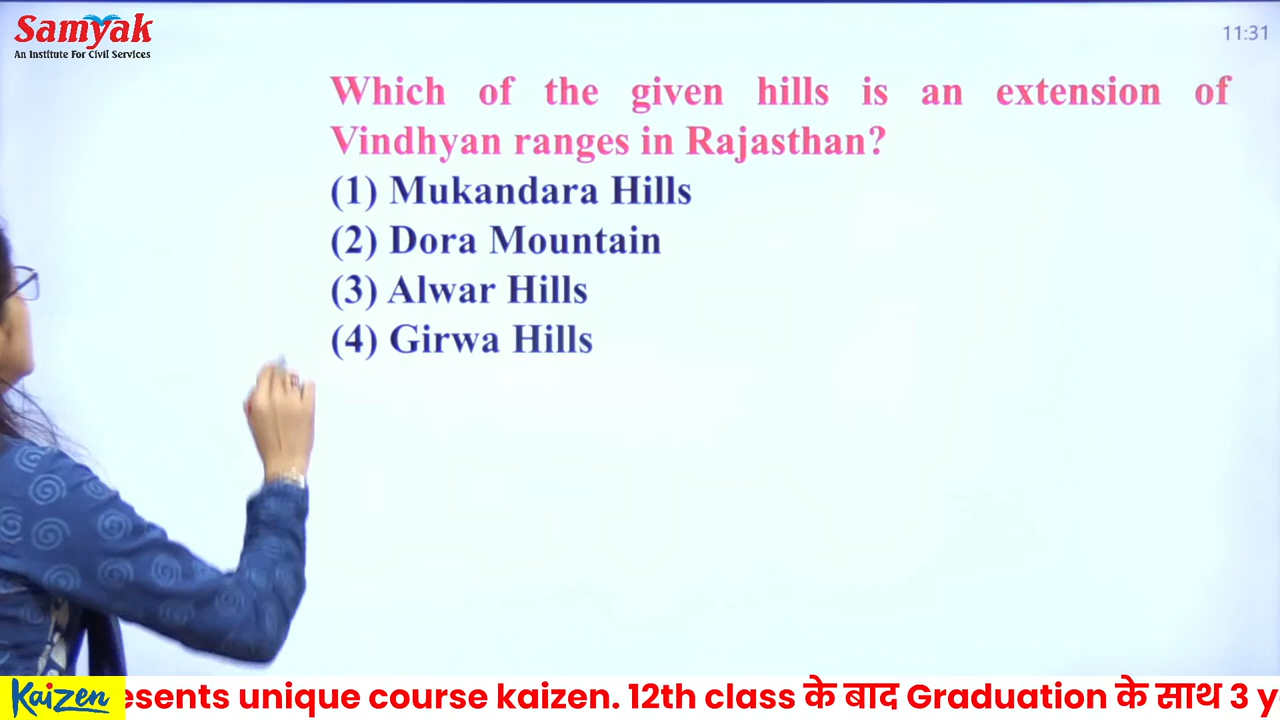 Samyak
An Institute For Civil Services
11:31
Which of the given hills is an extension of
Vindhyan ranges in Rajasthan?
(1) Mukandara Hills
(2) Dora Mountain
(3) Alwar Hills
(4) Girwa Hills
Kaizen
esents unique course kaizen. 12th class के बाद Graduation के साथ 3 y